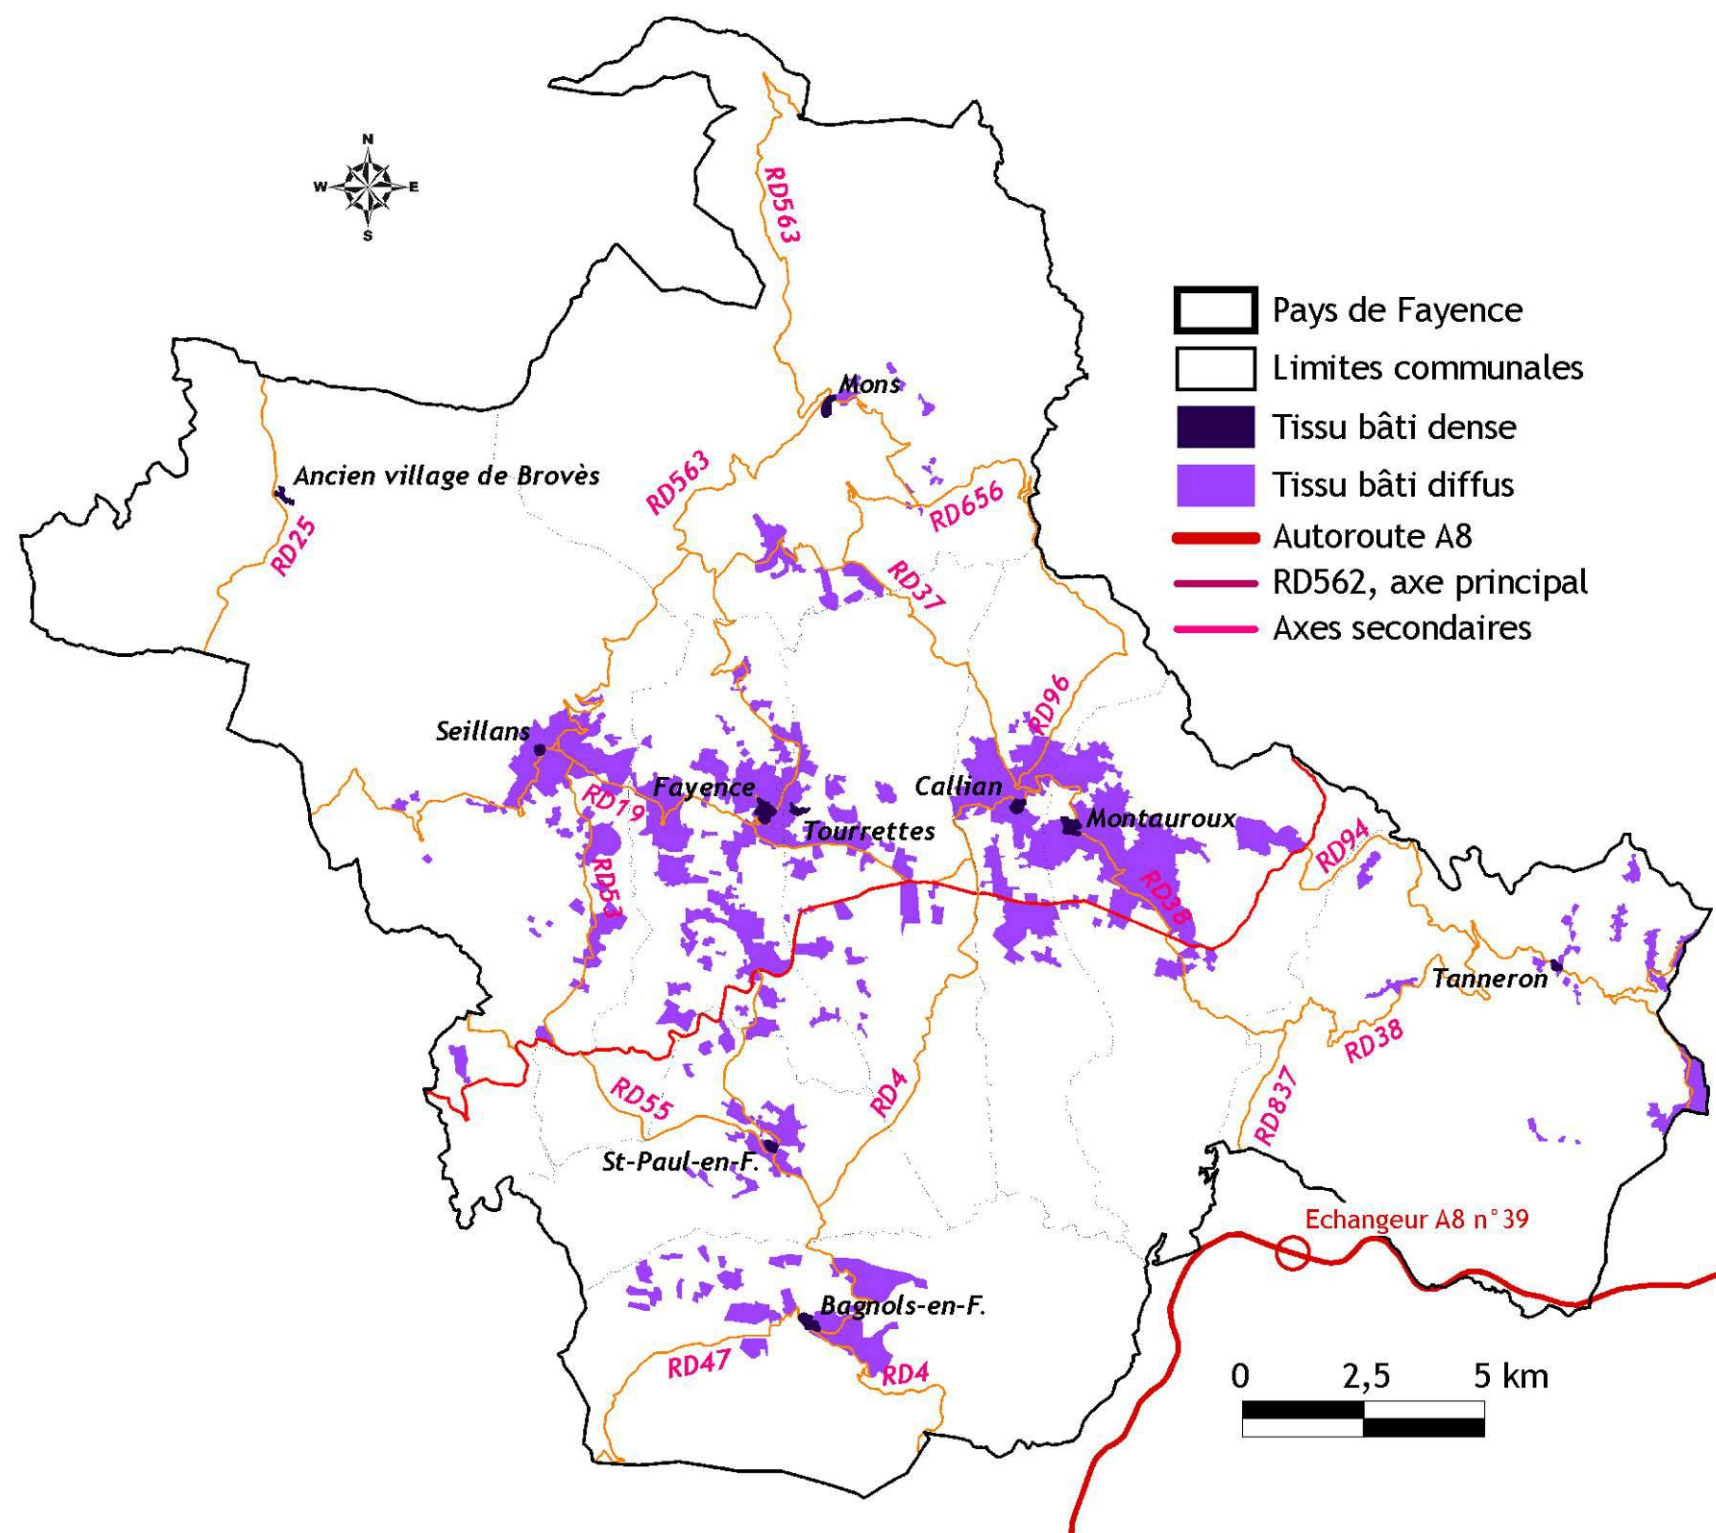 N
W E
S
RD563
Pays de Fayence
Limites communales
Tissu bâti dense
Tissu bâti diffus
Autoroute A8
RD562, axe principal
Axes secondaires
Mons
Ancien village de Brovès
RD563
RD656
RD25
RD37
RD96
Seillans
Fayence
Callian
RD19
Tourrettes
Montauroux
RD94
RD53
RD38
Tanneron
RD38
RD55
RD4
RD837
St-Paul-en-F.
Echangeur A8 n°39
Bagnols-en-F.
RD47
RD4
0 2,5 5 km